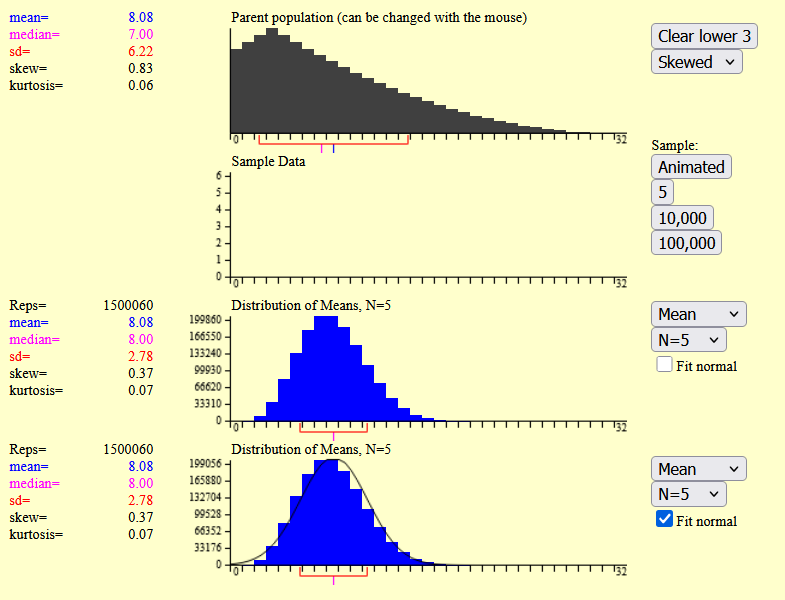 mean= 8.08
median= 7.00
sd= 6.22
skew= 0.83
kurtosis= 0.06
Parent population (can be changed with the mouse)
0 32
Clear lower 3
Skewed
Sample Data
6
5
4
3
2
1
0
0 32
Sample:
Animated
5
10,000
100,000
Reps= 1500060
mean= 8.08
median= 8.00
sd= 2.78
skew= 0.37
kurtosis= 0.07
Distribution of Means, N=5
199860
166550
133240
99930
66620
33310
0
0 32
Mean
N=5
Fit normal
Reps= 1500060
mean= 8.08
median= 8.00
sd= 2.78
skew= 0.37
kurtosis= 0.07
Distribution of Means, N=5
199056
165880
132704
99528
66352
33176
0
0 32
Mean
N=5
Fit normal